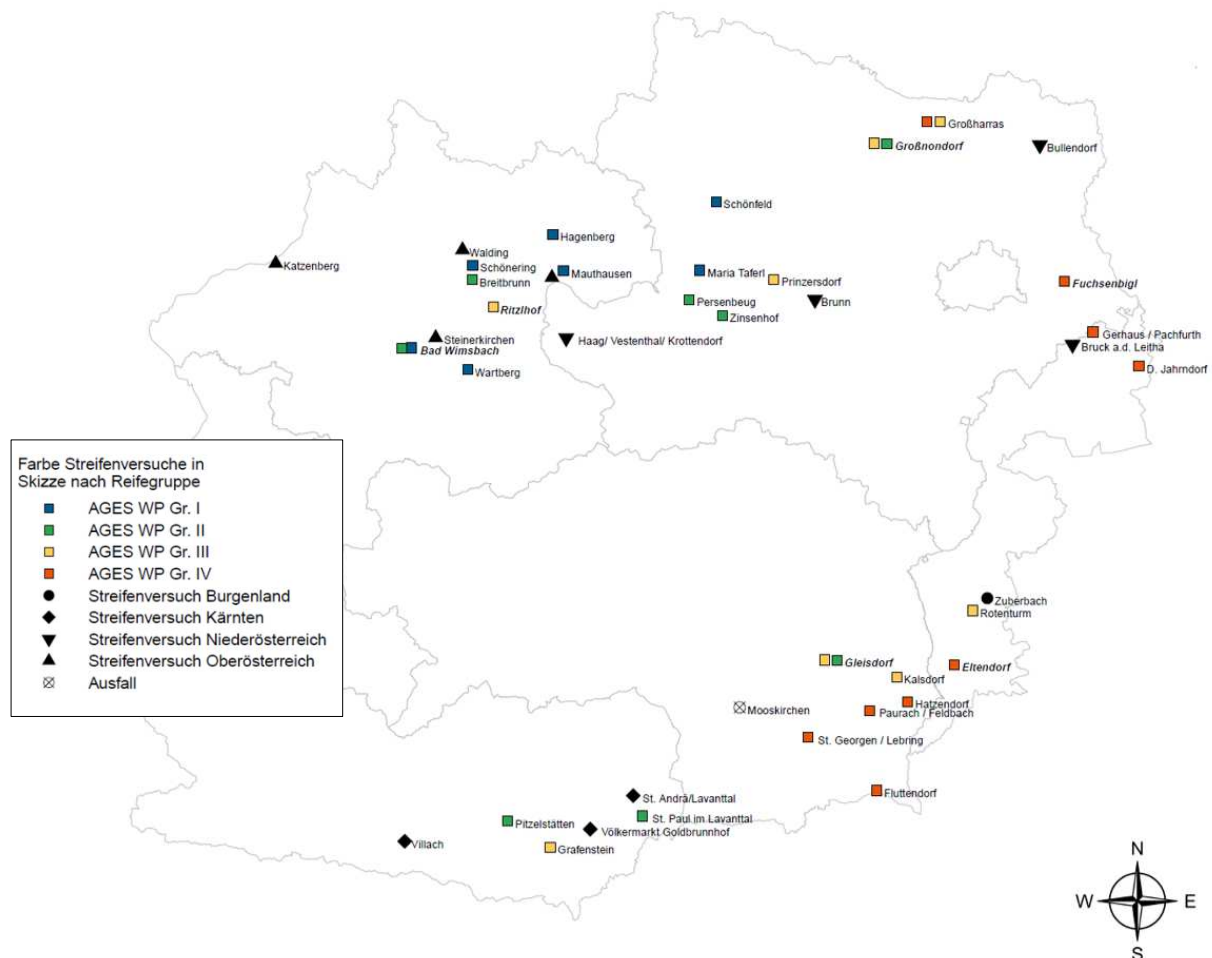 Großharras
Großnondorf
Bullendorf
Schönfeld
Hagenberg
Walding
Katzenberg
Schönering
Mauthausen
Maria Taferl
Breitbrunn
Prinzersdorf
Fuchsenbigl
Persenbeug
Brunn
Ritzlhof
Zinsenhof
Steinerkirchen
Haag/ Vestenthal/ Krottendorf
Gerhaus / Pachfurth
Bruck a.d. Leitha
Bad Wimsbach
Wartberg
D. Jahrndorf
Farbe Streifenversuche in
Skizze nach Reifegruppe
AGES WP Gr. I
AGES WP Gr. II
AGES WP Gr. III
AGES WP Gr. IV
Streifenversuch Burgenland
Streifenversuch Kärnten
Streifenversuch Niederösterreich
Streifenversuch Oberösterreich
Ausfall
Zuberbach
Rotenturm
Gleisdorf
Eltendorf
Kalsdorf
Hatzendorf
Mooskirchen
Paurach / Feldbach
St. Georgen / Lebring
Fluttendorf
St. Andrä/Lavanttal
St. Paul im Lavanttal
Pitzelstätten
Völkermarkt Goldbrunnhof
Villach
Grafenstein
N
W
E
S